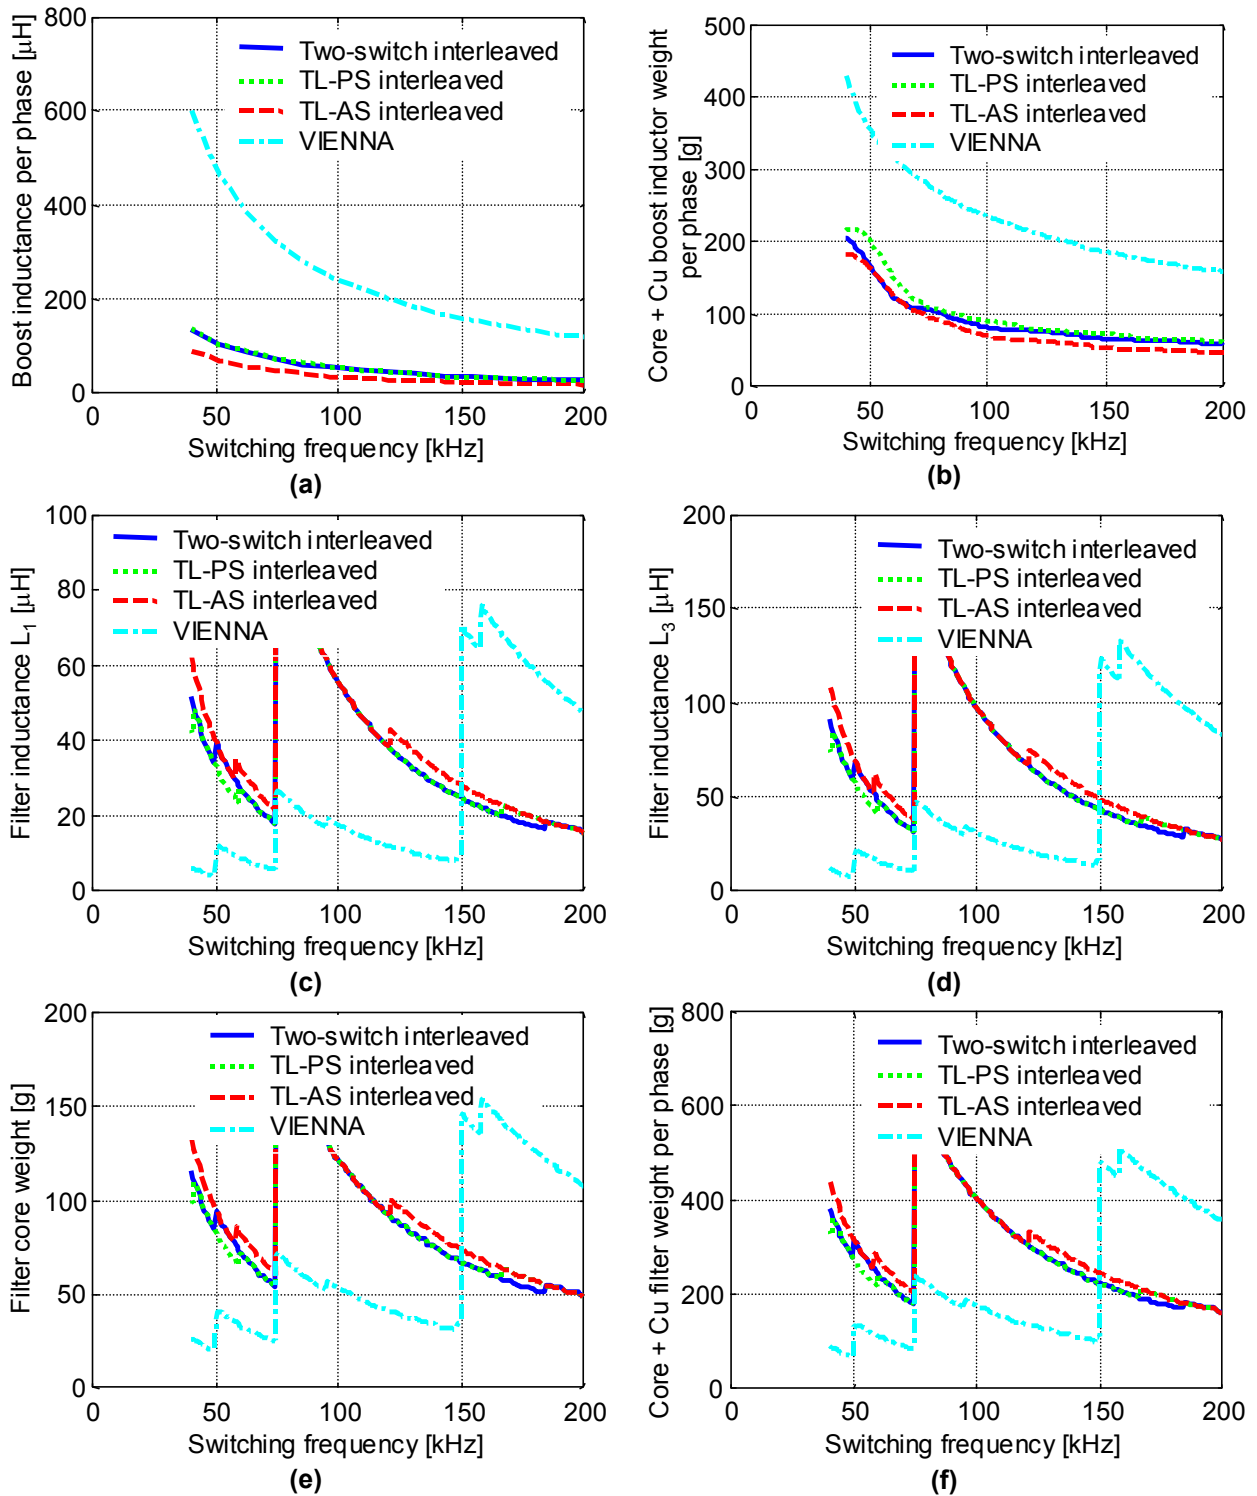 Boost inductance per phase [μH]
800
600
400
200
0
0
50
100
150
200
Two-switch interleaved
TL-PS interleaved
TL-AS interleaved
VIENNA
Switching frequency [kHz]
(a)
Core + Cu boost inductor weight
per phase [g]
500
400
300
200
100
0
0
50
100
150
200
Two-switch interleaved
TL-PS interleaved
TL-AS interleaved
VIENNA
Switching frequency [kHz]
(b)
Filter inductance L1 [μH]
100
80
60
40
20
0
0
50
100
150
200
Two-switch interleaved
TL-PS interleaved
TL-AS interleaved
VIENNA
Switching frequency [kHz]
(c)
Filter inductance L3 [μH]
200
150
100
50
0
0
50
100
150
200
Two-switch interleaved
TL-PS interleaved
TL-AS interleaved
VIENNA
Switching frequency [kHz]
(d)
Filter core weight [g]
200
150
100
50
0
0
50
100
150
200
Two-switch interleaved
TL-PS interleaved
TL-AS interleaved
VIENNA
Switching frequency [kHz]
(e)
Core + Cu filter weight per phase [g]
800
600
400
200
0
0
50
100
150
200
Two-switch interleaved
TL-PS interleaved
TL-AS interleaved
VIENNA
Switching frequency [kHz]
(f)